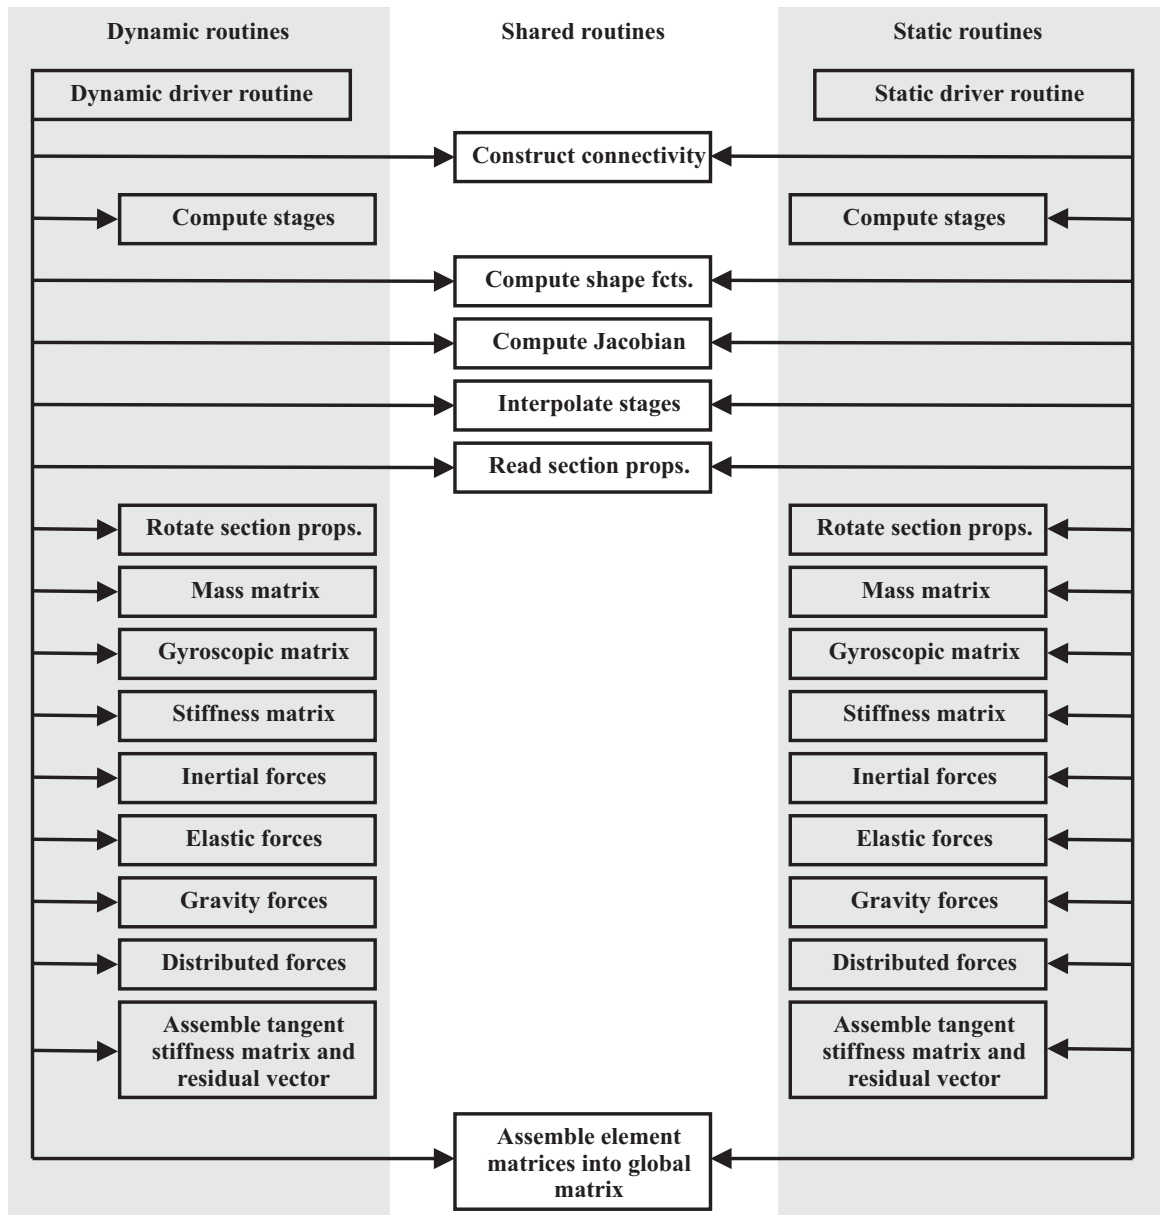 Dynamic routines
Shared routines
Static routines
Dynamic driver routine
Static driver routine
Construct connectivity
Compute stages
Compute stages
Compute shape fcts.
Compute Jacobian
Interpolate stages
Read section props.
Rotate section props.
Rotate section props.
Mass matrix
Mass matrix
Gyroscopic matrix
Gyroscopic matrix
Stiffness matrix
Stiffness matrix
Inertial forces
Inertial forces
Elastic forces
Elastic forces
Gravity forces
Gravity forces
Distributed forces
Distributed forces
Assemble tangent
stiffness matrix and
residual vector
Assemble tangent
stiffness matrix and
residual vector
Assemble element
matrices into global
matrix